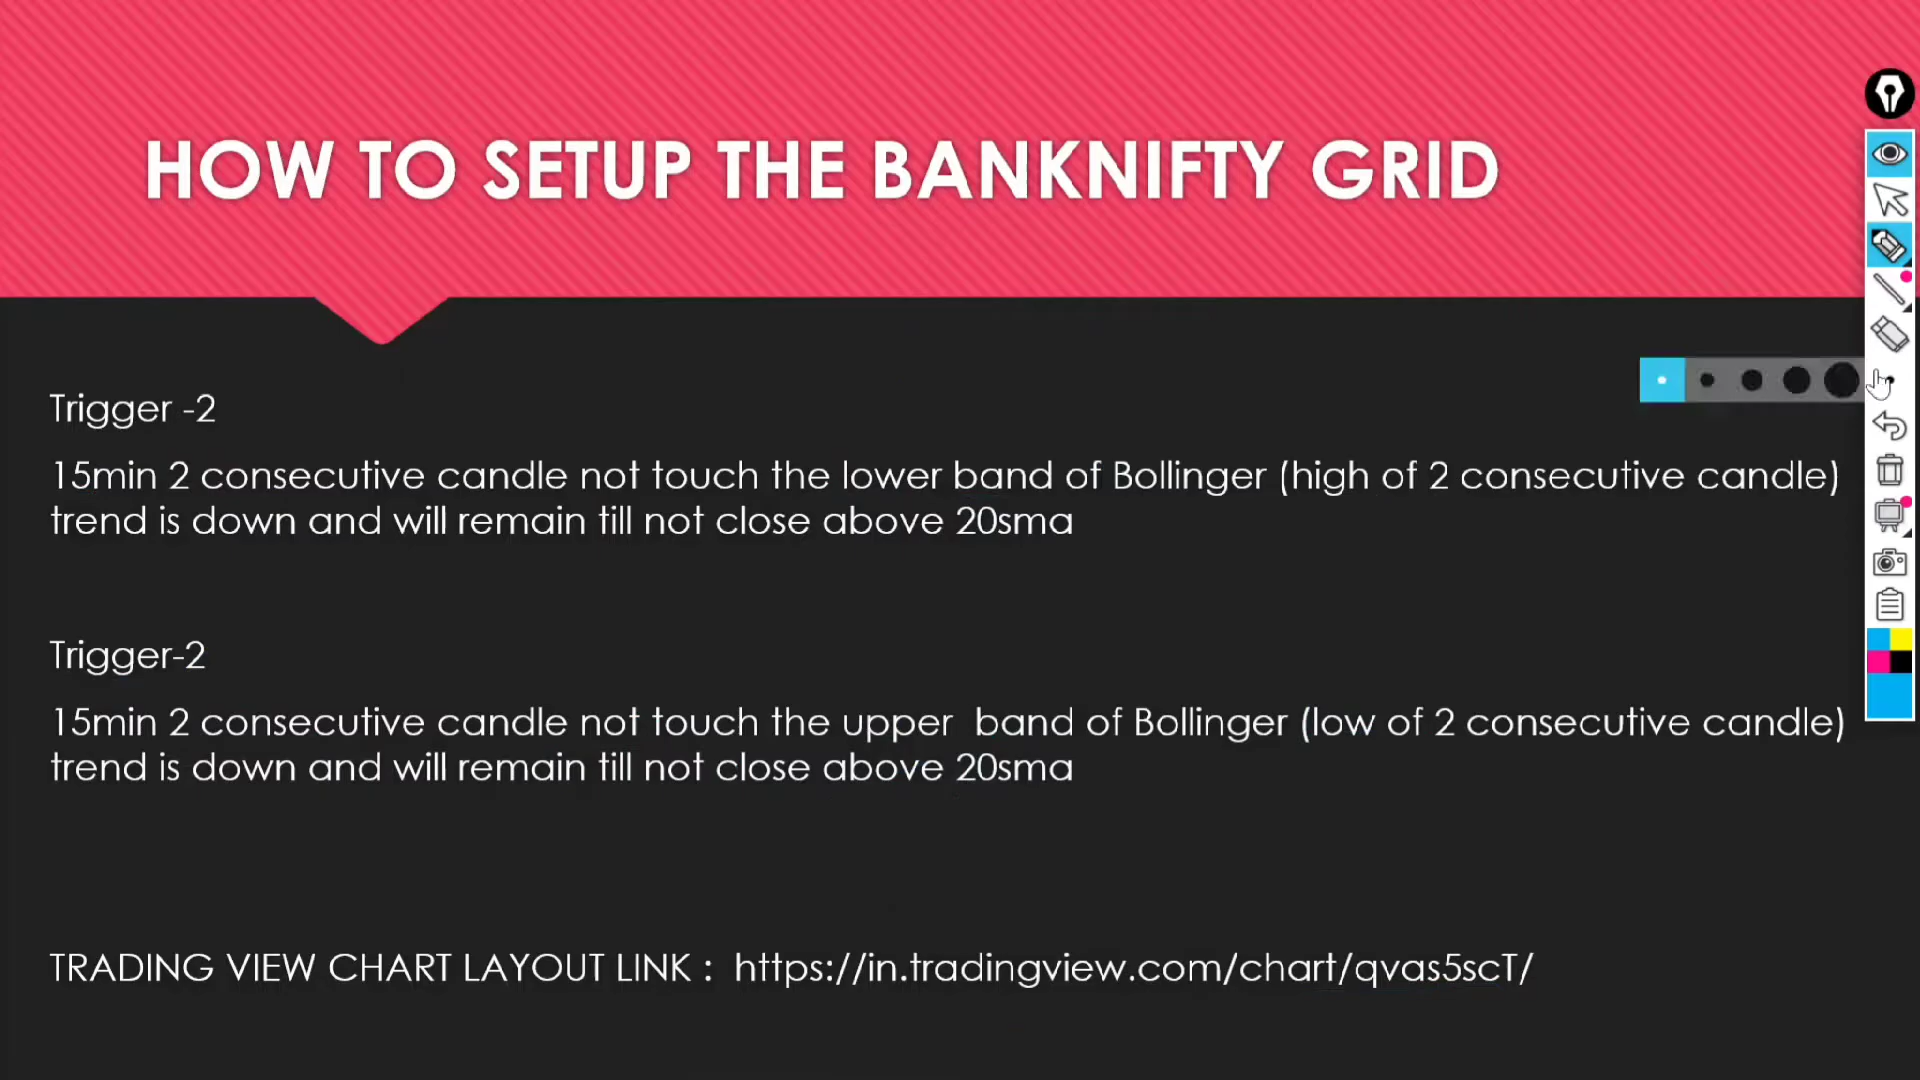 HOW TO SETUP THE BANKNIFTY GRID
Trigger -2
15min 2 consecutive candle not touch the lower band of Bollinger (high of 2 consecutive candle)
trend is down and will remain till not close above 20sma
Trigger-2
15min 2 consecutive candle not touch the upper  band of Bollinger (low of 2 consecutive candle)
trend is down and will remain till not close above 20sma
TRADING VIEW CHART LAYOUT LINK :  https://in.tradingview.com/chart/qvas5scT/